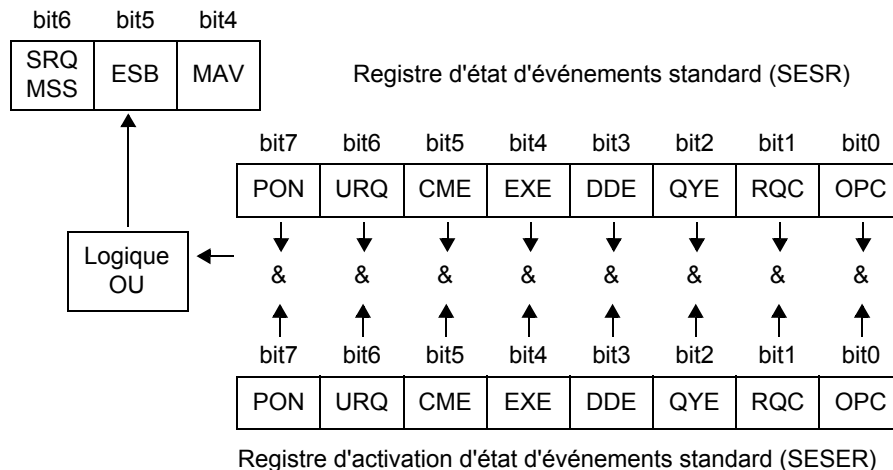 bit6 bit5 bit4
SRQ MSS ESB MAV
Registre d'état d'événements standard (SESR)
bit7 bit6 bit5 bit4 bit3 bit2 bit1 bit0
PON URQ CME EXE DDE QYE RQC OPC
Logique
OU
& & & & & & & &
bit7 bit6 bit5 bit4 bit3 bit2 bit1 bit0
PON URQ CME EXE DDE QYE RQC OPC
Registre d'activation d'état d'événements standard (SESER)